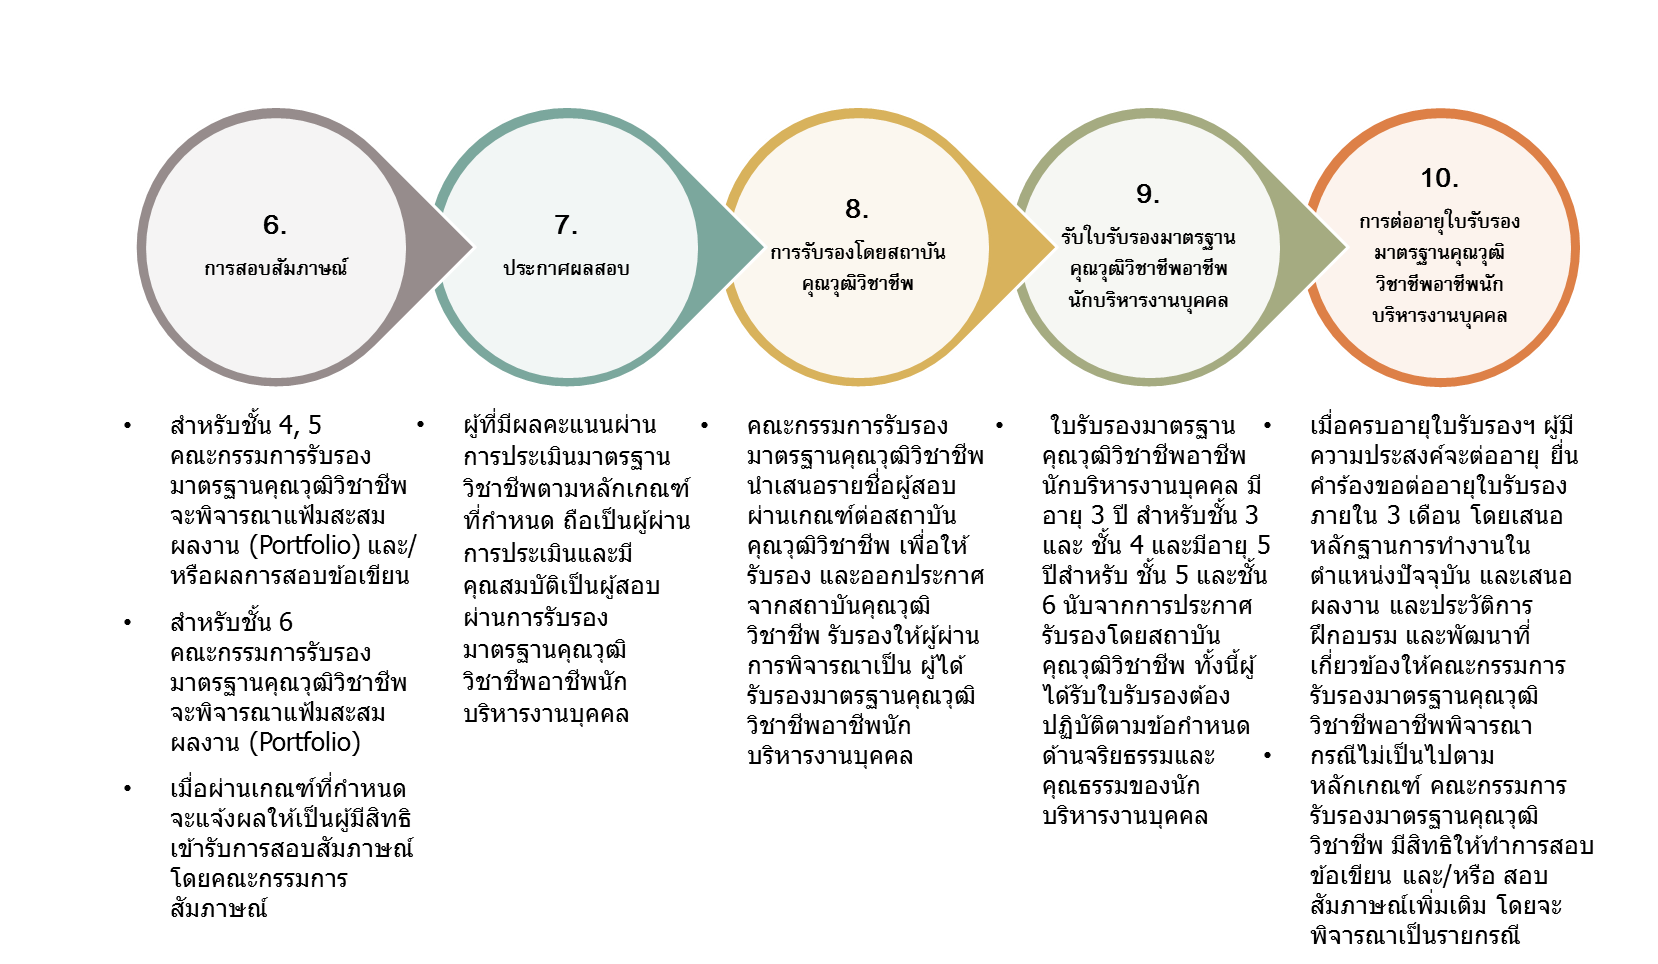 6.
การสอบสัมภาษณ์
7.
ประกาศผลสอบ
8.
การรับรองโดยสถาบัน
คุณวุฒิวิชาชีพ
9.
รับใบรับรองมาตรฐาน
คุณวุฒิวิชาชีพอาชีพ
นักบริหารงานบุคคล
10.
การต่ออายุใบรับรอง
มาตรฐานคุณวุฒิ
วิชาชีพอาชีพนัก
บริหารงานบุคคล
• สำหรับชั้น 4, 5
คณะกรรมการรับรอง
มาตรฐานคุณวุฒิวิชาชีพ
จะพิจารณาแฟ้มสะสม
ผลงาน (Portfolio) และ/
หรือผลการสอบข้อเขียน
• สำหรับชั้น 6
คณะกรรมการรับรอง
มาตรฐานคุณวุฒิวิชาชีพ
จะพิจารณาแฟ้มสะสม
ผลงาน (Portfolio)
• เมื่อผ่านเกณฑ์ที่กำหนด
จะแจ้งผลให้เป็นผู้มีสิทธิ
เข้ารับการสอบสัมภาษณ์
โดยคณะกรรมการ
สัมภาษณ์
• ผู้ที่มีผลคะแนนผ่าน
การประเมินมาตรฐาน
วิชาชีพตามหลักเกณฑ์
ที่กำหนด ถือเป็นผู้ผ่าน
การประเมินและมี
คุณสมบัติเป็นผู้สอบ
ผ่านการรับรอง
มาตรฐานคุณวุฒิ
วิชาชีพอาชีพนัก
บริหารงานบุคคล
• คณะกรรมการรับรอง
มาตรฐานคุณวุฒิวิชาชีพ
นำเสนอรายชื่อผู้สอบ
ผ่านเกณฑ์ต่อสถาบัน
คุณวุฒิวิชาชีพ เพื่อให้
รับรอง และออกประกาศ
จากสถาบันคุณวุฒิ
วิชาชีพ รับรองให้ผู้ผ่าน
การพิจารณาเป็น ผู้ได้
รับรองมาตรฐานคุณวุฒิ
วิชาชีพอาชีพนัก
บริหารงานบุคคล
• ใบรับรองมาตรฐาน
คุณวุฒิวิชาชีพอาชีพ
นักบริหารงานบุคคล มี
อายุ 3 ปี สำหรับชั้น 3
และ ชั้น 4 และมีอายุ 5
ปีสำหรับ ชั้น 5 และชั้น
6 นับจากการประกาศ
รับรองโดยสถาบัน
คุณวุฒิวิชาชีพ ทั้งนี้ผู้
ได้รับใบรับรองต้อง
ปฏิบัติตามข้อกำหนด
ด้านจริยธรรมและ
คุณธรรมของนัก
บริหารงานบุคคล
• เมื่อครบอายุใบรับรองฯ ผู้มี
ความประสงค์จะต่ออายุ ยื่น
คำร้องขอต่ออายุใบรับรอง
ภายใน 3 เดือน โดยเสนอ
หลักฐานการทำงานใน
ตำแหน่งปัจจุบัน และเสนอ
ผลงาน และประวัติการ
ฝึกอบรม และพัฒนาที่
เกี่ยวข้องให้คณะกรรมการ
รับรองมาตรฐานคุณวุฒิ
วิชาชีพอาชีพพิจารณา
• กรณีไม่เป็นไปตาม
หลักเกณฑ์ คณะกรรมการ
รับรองมาตรฐานคุณวุฒิ
วิชาชีพ มีสิทธิให้ทำการสอบ
ข้อเขียน และ/หรือ สอบ
สัมภาษณ์เพิ่มเติม โดยจะ
พิจารณาเป็นรายกรณี